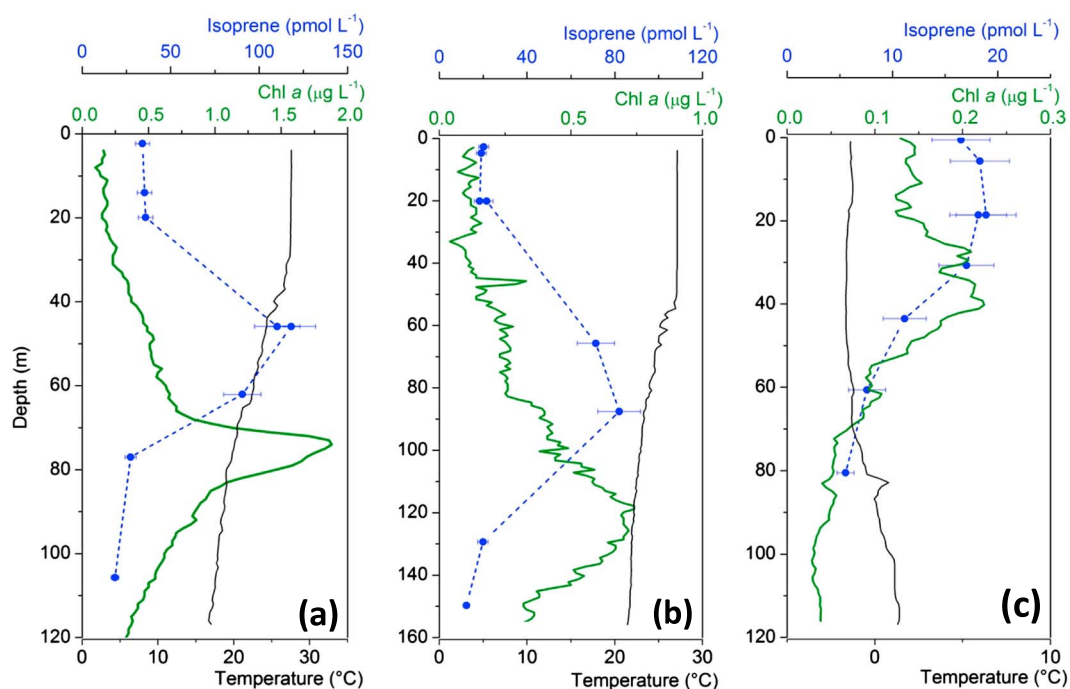 Isoprene (pmol L⁻¹)
0 50 100 150
Chl a (µg L⁻¹)
0.0 0.5 1.0 1.5 2.0
Depth (m)
0
20
40
60
80
100
120
(a)
0 10 20 30
Temperature (°C)
Isoprene (pmol L⁻¹)
0 40 80 120
Chl a (µg L⁻¹)
0.0 0.6 1.0
0
20
40
60
80
100
120
140
160
(b)
0 10 20 30
Temperature (°C)
Isoprene (pmol L⁻¹)
0 10 20
Chl a (µg L⁻¹)
0.0 0.1 0.2 0.3
0
20
40
60
80
100
120
(c)
0 10
Temperature (°C)